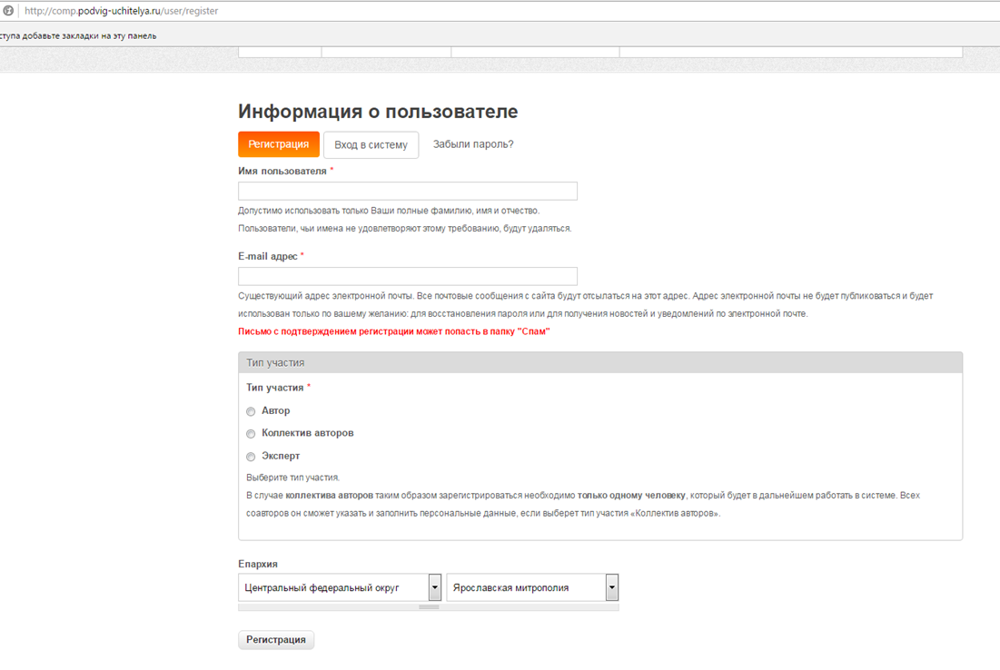 http://comp.podvig-uchitelya.ru/user/register
ступа добавьте закладки на эту панель
Информация о пользователе
Регистрация Вход в систему Забыли пароль?
Имя пользователя *
Допустимо использовать только Ваши полные фамилию, имя и отчество.
Пользователи, чьи имена не удовлетворяют этому требованию, будут удаляться.
E-mail адрес *
Существующий адрес электронной почты. Все почтовые сообщения с сайта будут отсылаться на этот адрес. Адрес электронной почты не будет публиковаться и будет
использован только по вашему желанию: для восстановления пароля или для получения новостей и уведомлений по электронной почте.
Письмо с подтверждением регистрации может попасть в папку "Спам"
Тип участия
Тип участия *
Автор
Коллектив авторов
Эксперт
Выберите тип участия.
В случае коллектива авторов таким образом зарегистрироваться необходимо только одному человеку, который будет в дальнейшем работать в системе. Всех
соавторов он сможет указать и заполнить персональные данные, если выберет тип участия «Коллектив авторов».
Епархия
Центральный федеральный округ Ярославская митрополия
Регистрация